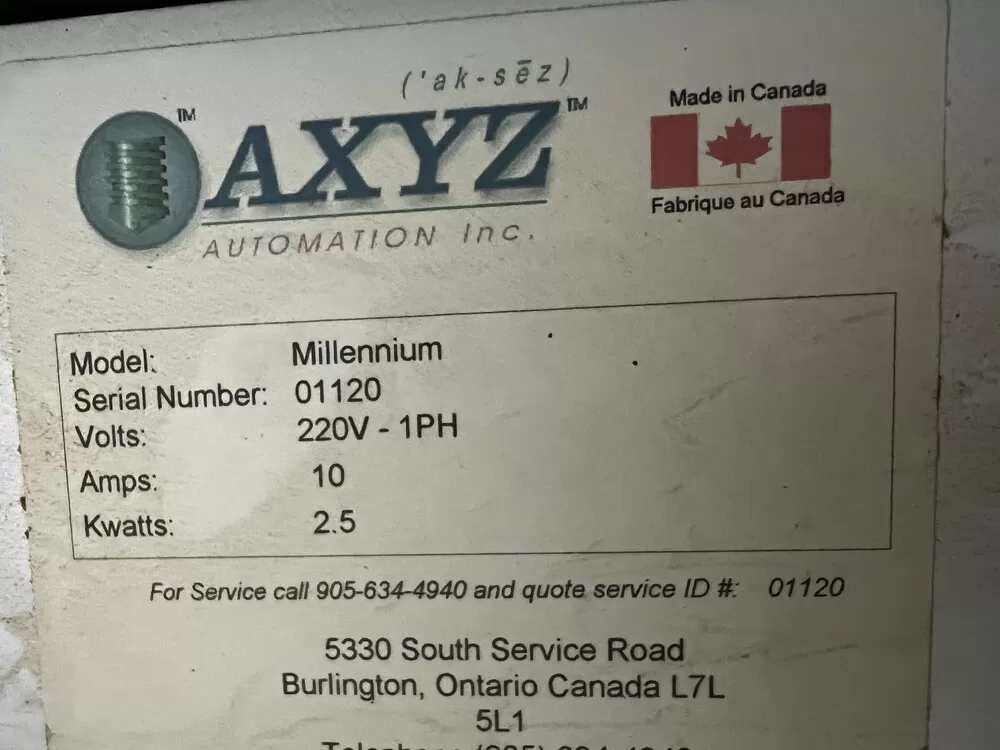 ('ak-sēz)
AXYZ™
™
AUTOMATION Inc.
Made in Canada
Fabrique au Canada
Model: Millennium
Serial Number: 01120
Volts: 220V - 1PH
Amps: 10
Kwatts: 2.5
For Service call 905-634-4940 and quote service ID #: 01120
5330 South Service Road
Burlington, Ontario Canada L7L
5L1